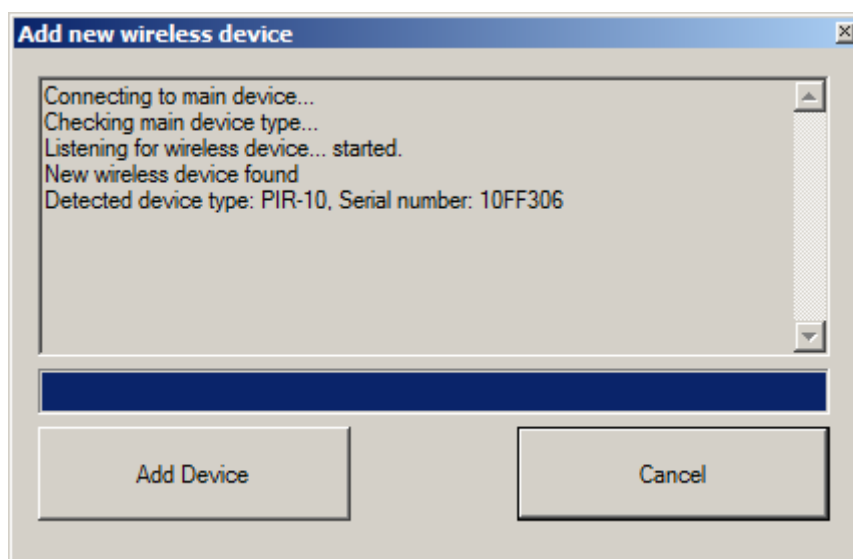 Add new wireless device
Connecting to main device...
Checking main device type...
Listening for wireless device... started.
New wireless device found
Detected device type: PIR-10, Serial number: 10FF306
Add Device
Cancel